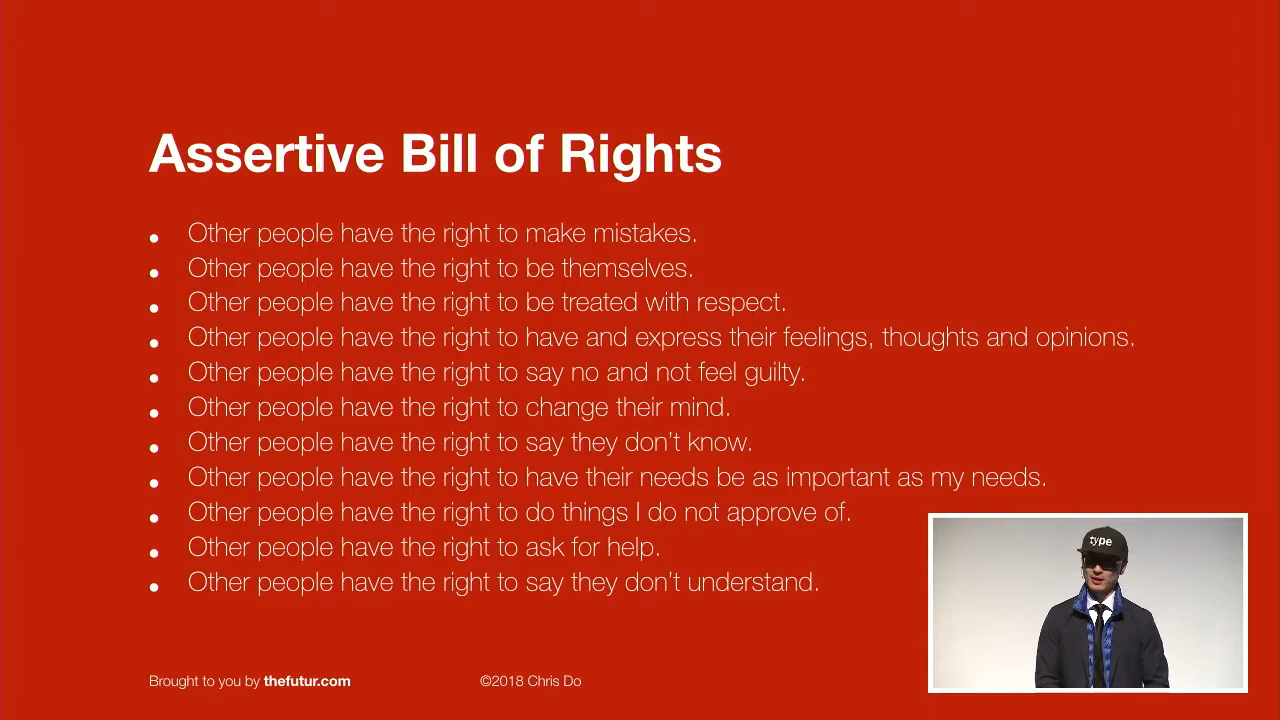 Assertive Bill of Rights
• Other people have the right to make mistakes.
• Other people have the right to be themselves.
• Other people have the right to be treated with respect.
• Other people have the right to have and express their feelings, thoughts and opinions.
• Other people have the right to say no and not feel guilty.
• Other people have the right to change their mind.
• Other people have the right to say they don’t know.
• Other people have the right to have their needs be as important as my needs.
• Other people have the right to do things I do not approve of.
• Other people have the right to ask for help.
• Other people have the right to say they don’t understand.
type
Brought to you by thefutur.com
©2018 Chris Do